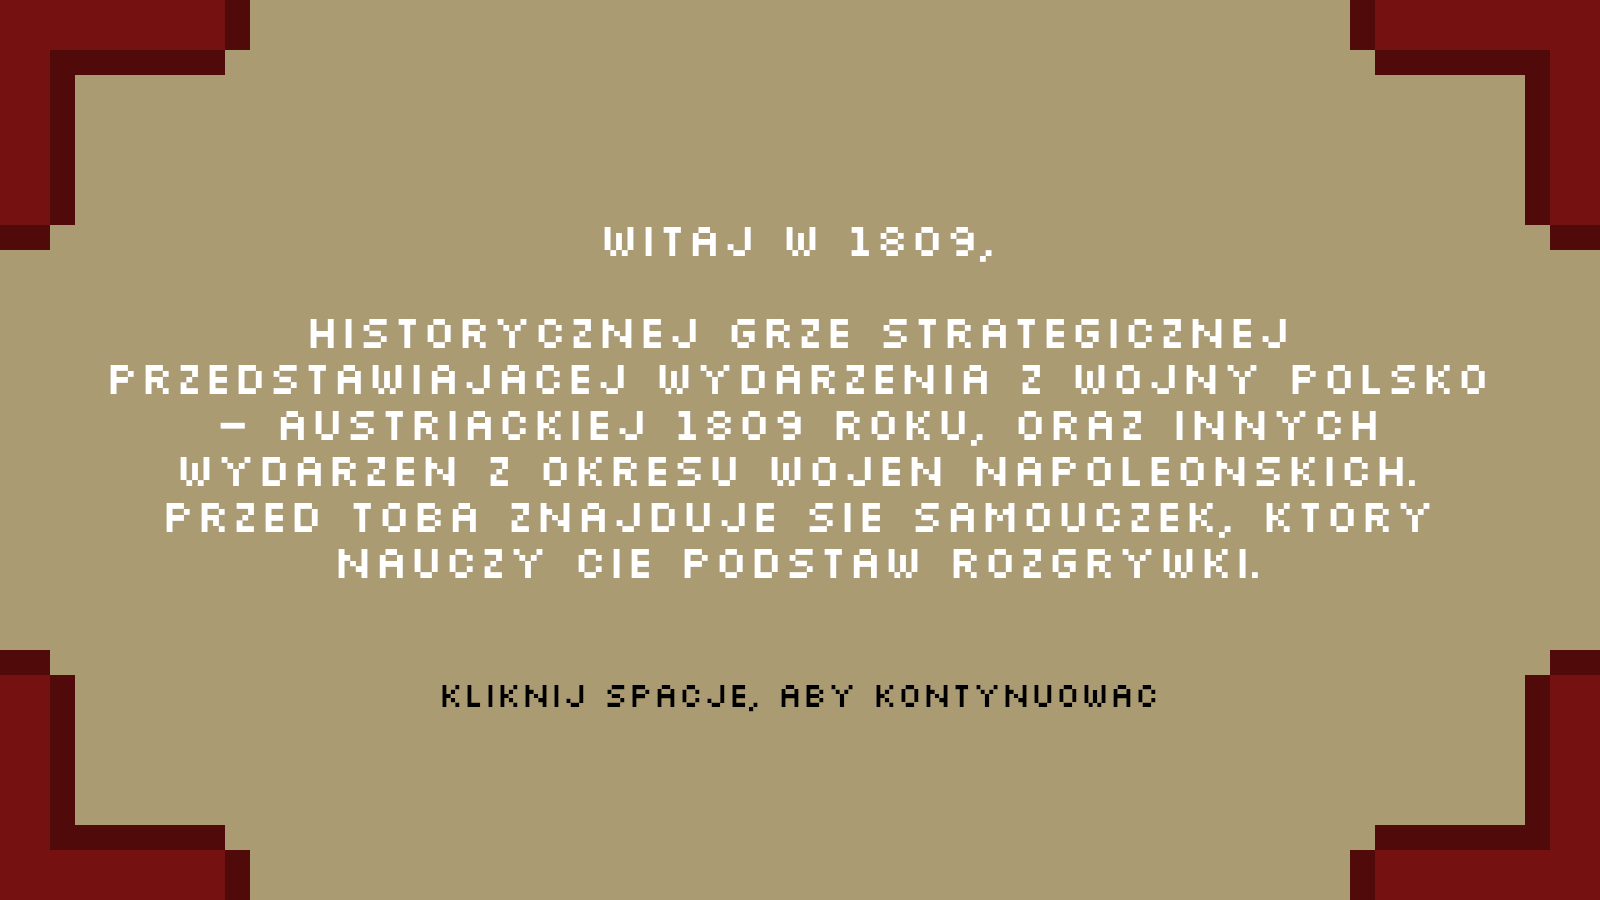 WITAJ W 1809,
HISTORYCZNEJ GRZE STRATEGICZNEJ
PRZEDSTAWIAJACEJ WYDARZENIA Z WOJNY POLSKO
- AUSTRIACKIEJ 1809 ROKU, ORAZ INNYCH
WYDARZEN Z OKRESU WOJEN NAPOLEONSKICH.
PRZED TOBA ZNAJDUJE SIE SAMOUCZEK, KTORY
NAUCZY CIE PODSTAW ROZGRYWKI.
KLIKNIJ SPACJE, ABY KONTYNUOWAC